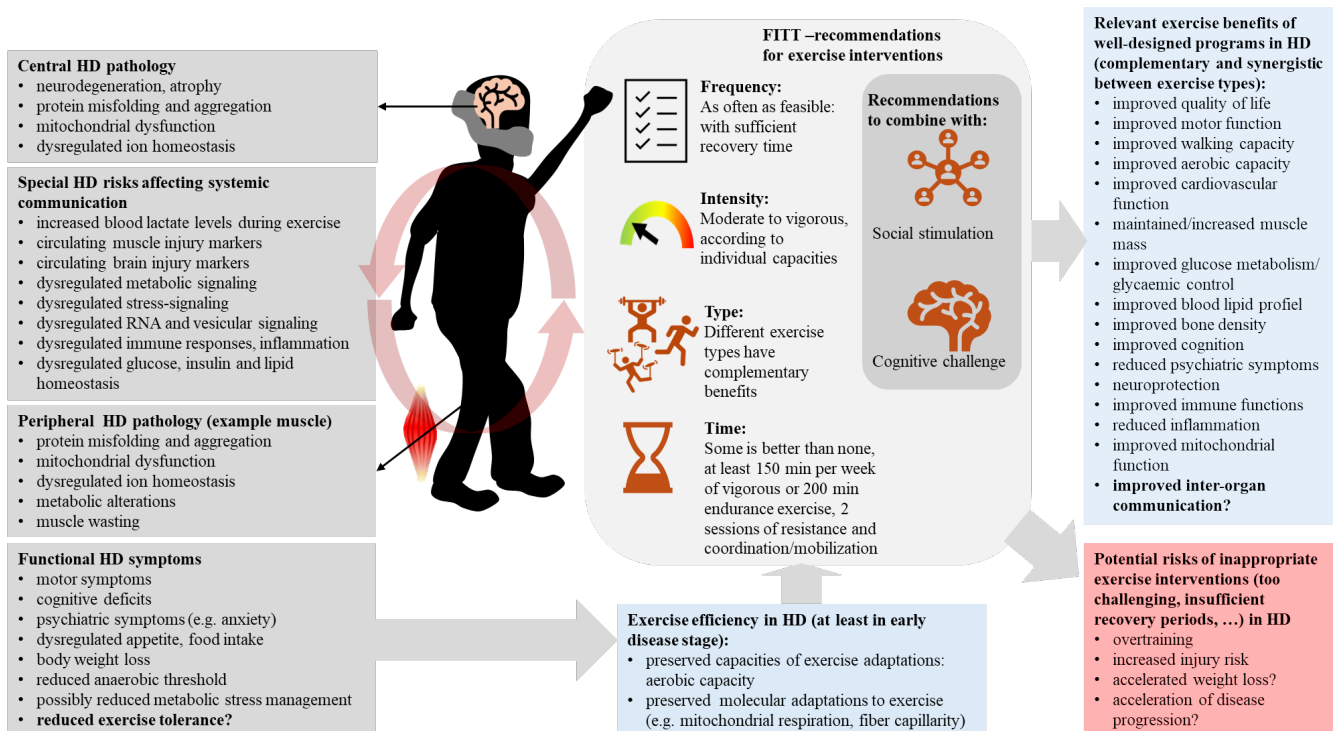 Central HD pathology
• neurodegeneration, atrophy
• protein misfolding and aggregation
• mitochondrial dysfunction
• dysregulated ion homeostasis
Special HD risks affecting systemic
communication
• increased blood lactate levels during exercise
• circulating muscle injury markers
• circulating brain injury markers
• dysregulated metabolic signaling
• dysregulated stress-signaling
• dysregulated RNA and vesicular signaling
• dysregulated immune responses, inflammation
• dysregulated glucose, insulin and lipid
homeostasis
Peripheral HD pathology (example muscle)
• protein misfolding and aggregation
• mitochondrial dysfunction
• dysregulated ion homeostasis
• metabolic alterations
• muscle wasting
Functional HD symptoms
• motor symptoms
• cognitive deficits
• psychiatric symptoms (e.g. anxiety)
• dysregulated appetite, food intake
• body weight loss
• reduced anaerobic threshold
• possibly reduced metabolic stress management
• reduced exercise tolerance?
FITT –recommendations
for exercise interventions
Frequency:
As often as feasible:
with sufficient
recovery time
Intensity:
Moderate to vigorous,
according to
individual capacities
Type:
Different exercise
types have
complementary
benefits
Time:
Some is better than none,
at least 150 min per week
of vigorous or 200 min
endurance exercise, 2
sessions of resistance and
coordination/mobilization
Recommendations
to combine with:
Social stimulation
Cognitive challenge
Exercise efficiency in HD (at least in early
disease stage):
• preserved capacities of exercise adaptations:
aerobic capacity
• preserved molecular adaptations to exercise
(e.g. mitochondrial respiration, fiber capillarity)
Relevant exercise benefits of
well-designed programs in HD
(complementary and synergistic
between exercise types):
• improved quality of life
• improved motor function
• improved walking capacity
• improved aerobic capacity
• improved cardiovascular
function
• maintained/increased muscle
mass
• improved glucose metabolism/
glycaemic control
• improved blood lipid profiel
• improved bone density
• improved cognition
• reduced psychiatric symptoms
• neuroprotection
• improved immune functions
• reduced inflammation
• improved mitochondrial
function
• improved inter-organ
communication?
Potential risks of inappropriate
exercise interventions (too
challenging, insufficient
recovery periods, …) in HD
• overtraining
• increased injury risk
• accelerated weight loss?
• acceleration of disease
progression?